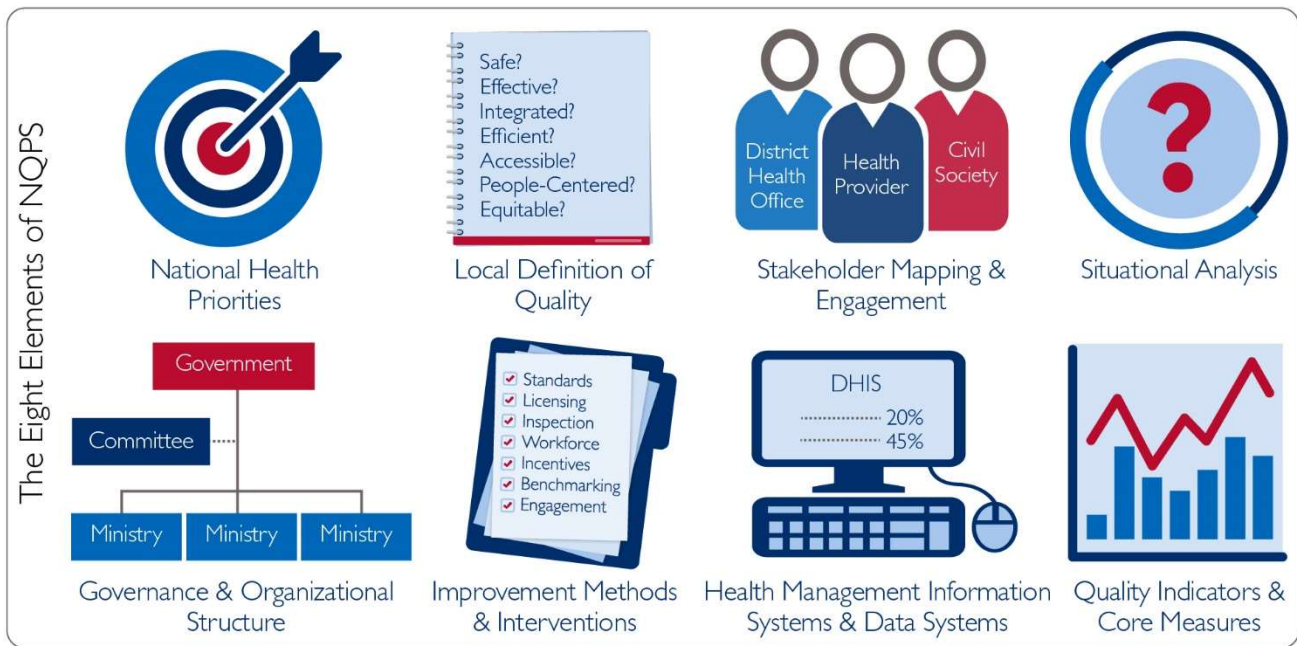 The Eight Elements of NQPS
Safe?
Effective?
Integrated?
Efficient?
Accessible?
People-Centered?
Equitable?
District
Health
Office
Health
Provider
Civil
Society
National Health
Priorities
Local Definition of
Quality
Stakeholder Mapping &
Engagement
Situational Analysis
Government
Committee
Ministry
Ministry
Ministry
Standards
Licensing
Inspection
Workforce
Incentives
Benchmarking
Engagement
DHIS
20%
45%
Governance & Organizational
Structure
Improvement Methods
& Interventions
Health Management Information
Systems & Data Systems
Quality Indicators &
Core Measures